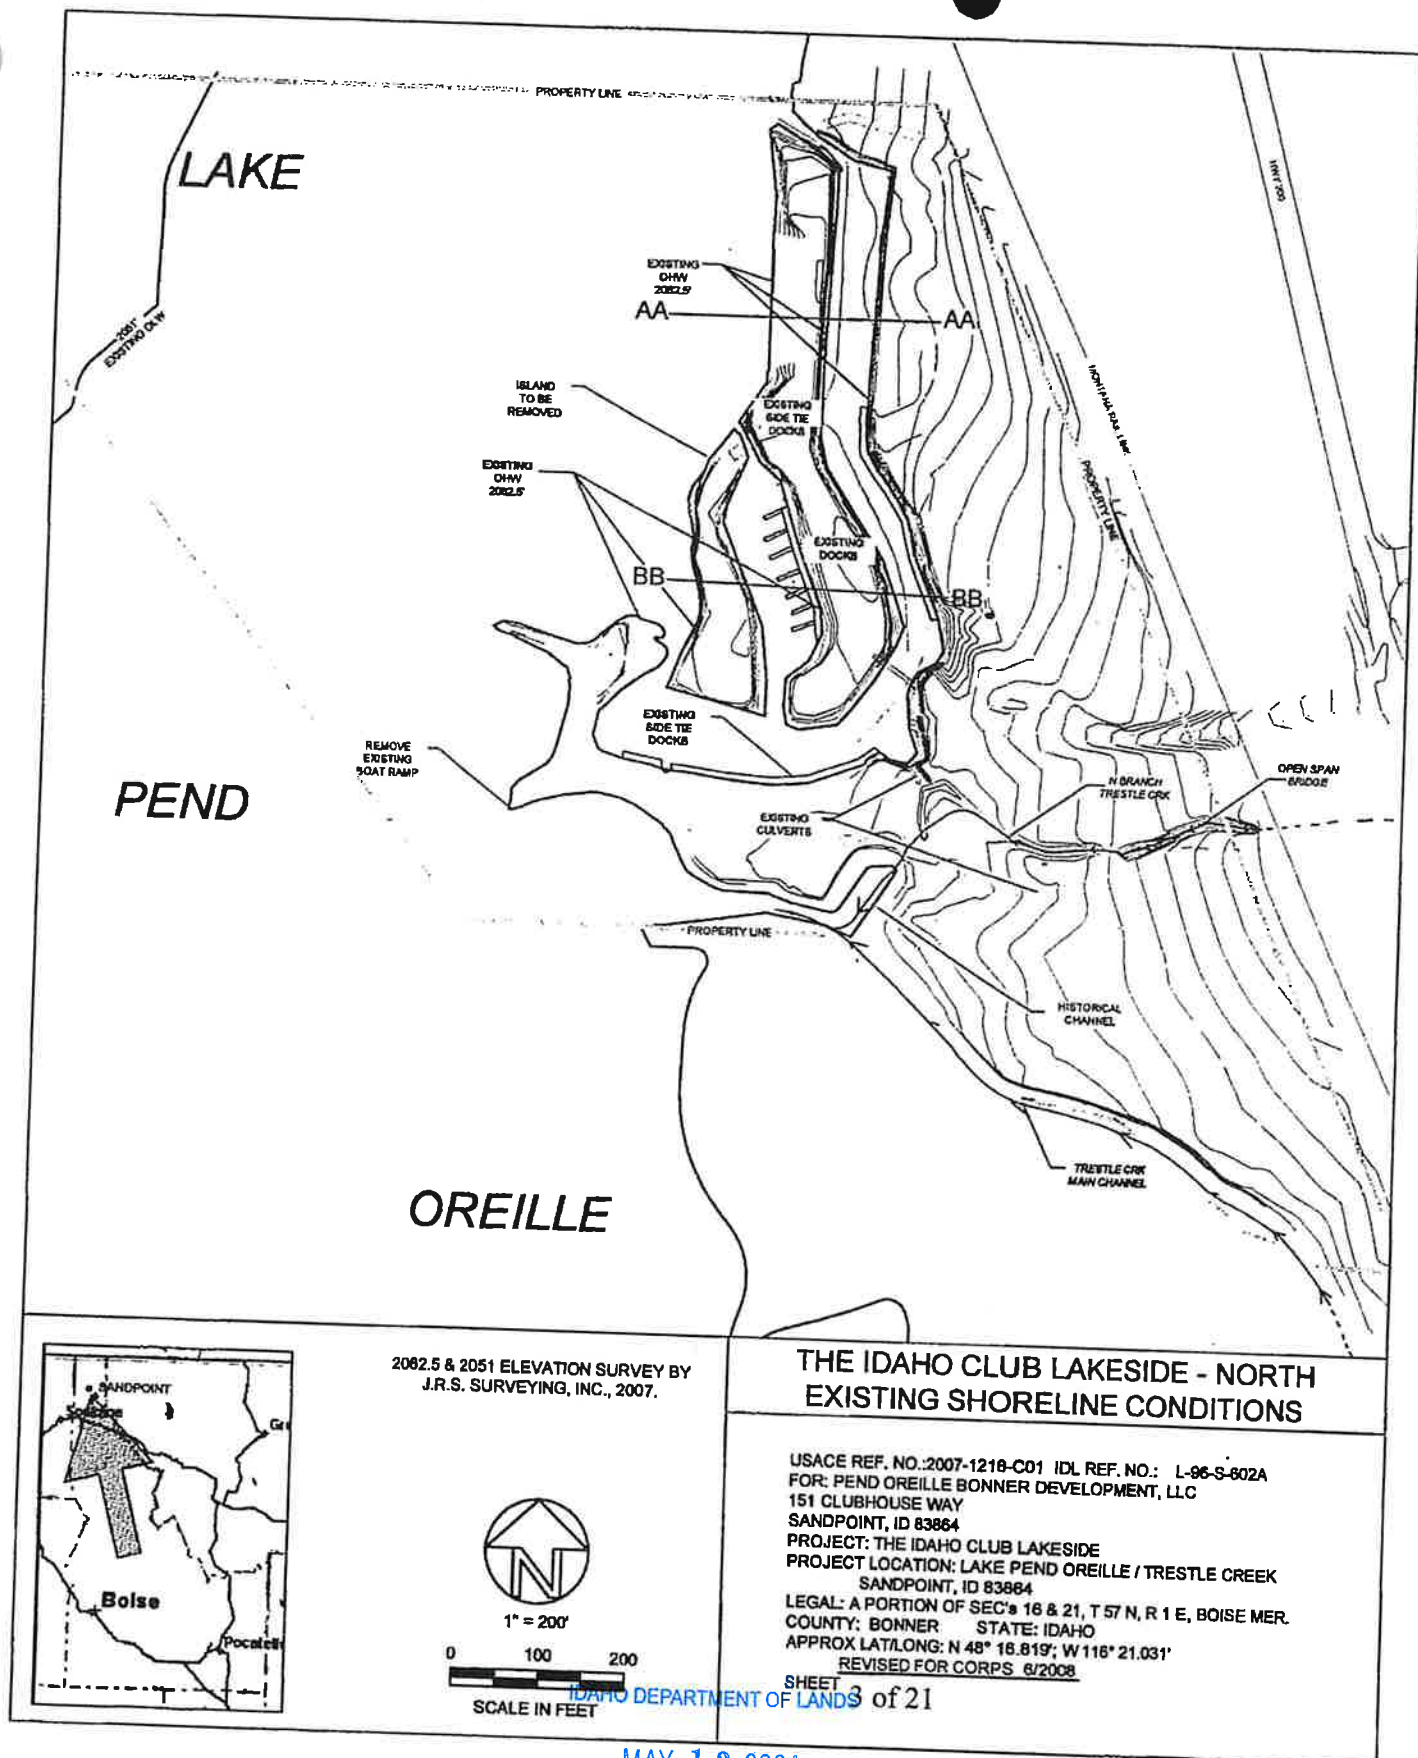 PROPERTY LINE
LAKE
HWY 200
EXISTING
OHW
2062.5'
AA
AA
2051'
EXISTING OLW
MONTANA RAIL LINK
ISLAND
TO BE
REMOVED
EXISTING
SIDE TIE
DOCKS
EXISTING
OHW
2062.5'
PROPERTY LINE
EXISTING
DOCKS
BB
BB
EXISTING
SIDE TIE
DOCKS
REMOVE
EXISTING
BOAT RAMP
PEND
N BRANCH
TRESTLE CRK
OPEN SPAN
BRIDGE
EXISTING
CULVERTS
PROPERTY LINE
HISTORICAL
CHANNEL
TRESTLE CRK
MAIN CHANNEL
OREILLE
SANDPOINT
Spokane
Boise
2062.5 & 2051 ELEVATION SURVEY BY
J.R.S. SURVEYING, INC., 2007.
N
1" = 200'
0 100 200
SCALE IN FEET
THE IDAHO CLUB LAKESIDE - NORTH
EXISTING SHORELINE CONDITIONS
USACE REF. NO.:2007-1218-C01 IDL REF. NO.: L-96-S-602A
FOR: PEND OREILLE BONNER DEVELOPMENT, LLC
151 CLUBHOUSE WAY
SANDPOINT, ID 83864
PROJECT: THE IDAHO CLUB LAKESIDE
PROJECT LOCATION: LAKE PEND OREILLE / TRESTLE CREEK
SANDPOINT, ID 83864
LEGAL: A PORTION OF SEC's 16 & 21, T 57 N, R 1 E, BOISE MER.
COUNTY: BONNER STATE: IDAHO
APPROX LAT/LONG: N 48° 16.819'; W 116° 21.031'
REVISED FOR CORPS 6/2008
SHEET 3 of 21
IDAHO DEPARTMENT OF LANDS